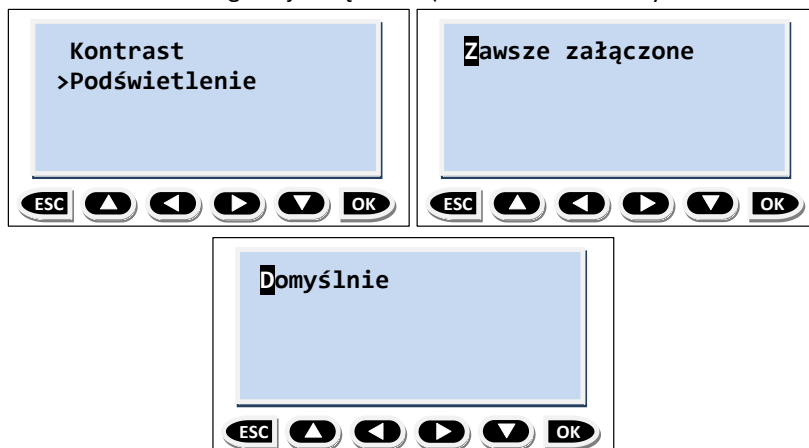 Kontrast
>Podświetlenie
ESC OK
Zawsze załączone
ESC OK
Domyślnie
ESC OK